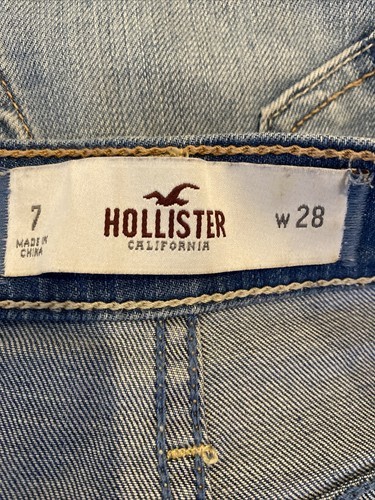 7
MADE IN
CHINA
HOLLISTER
CALIFORNIA
W 28